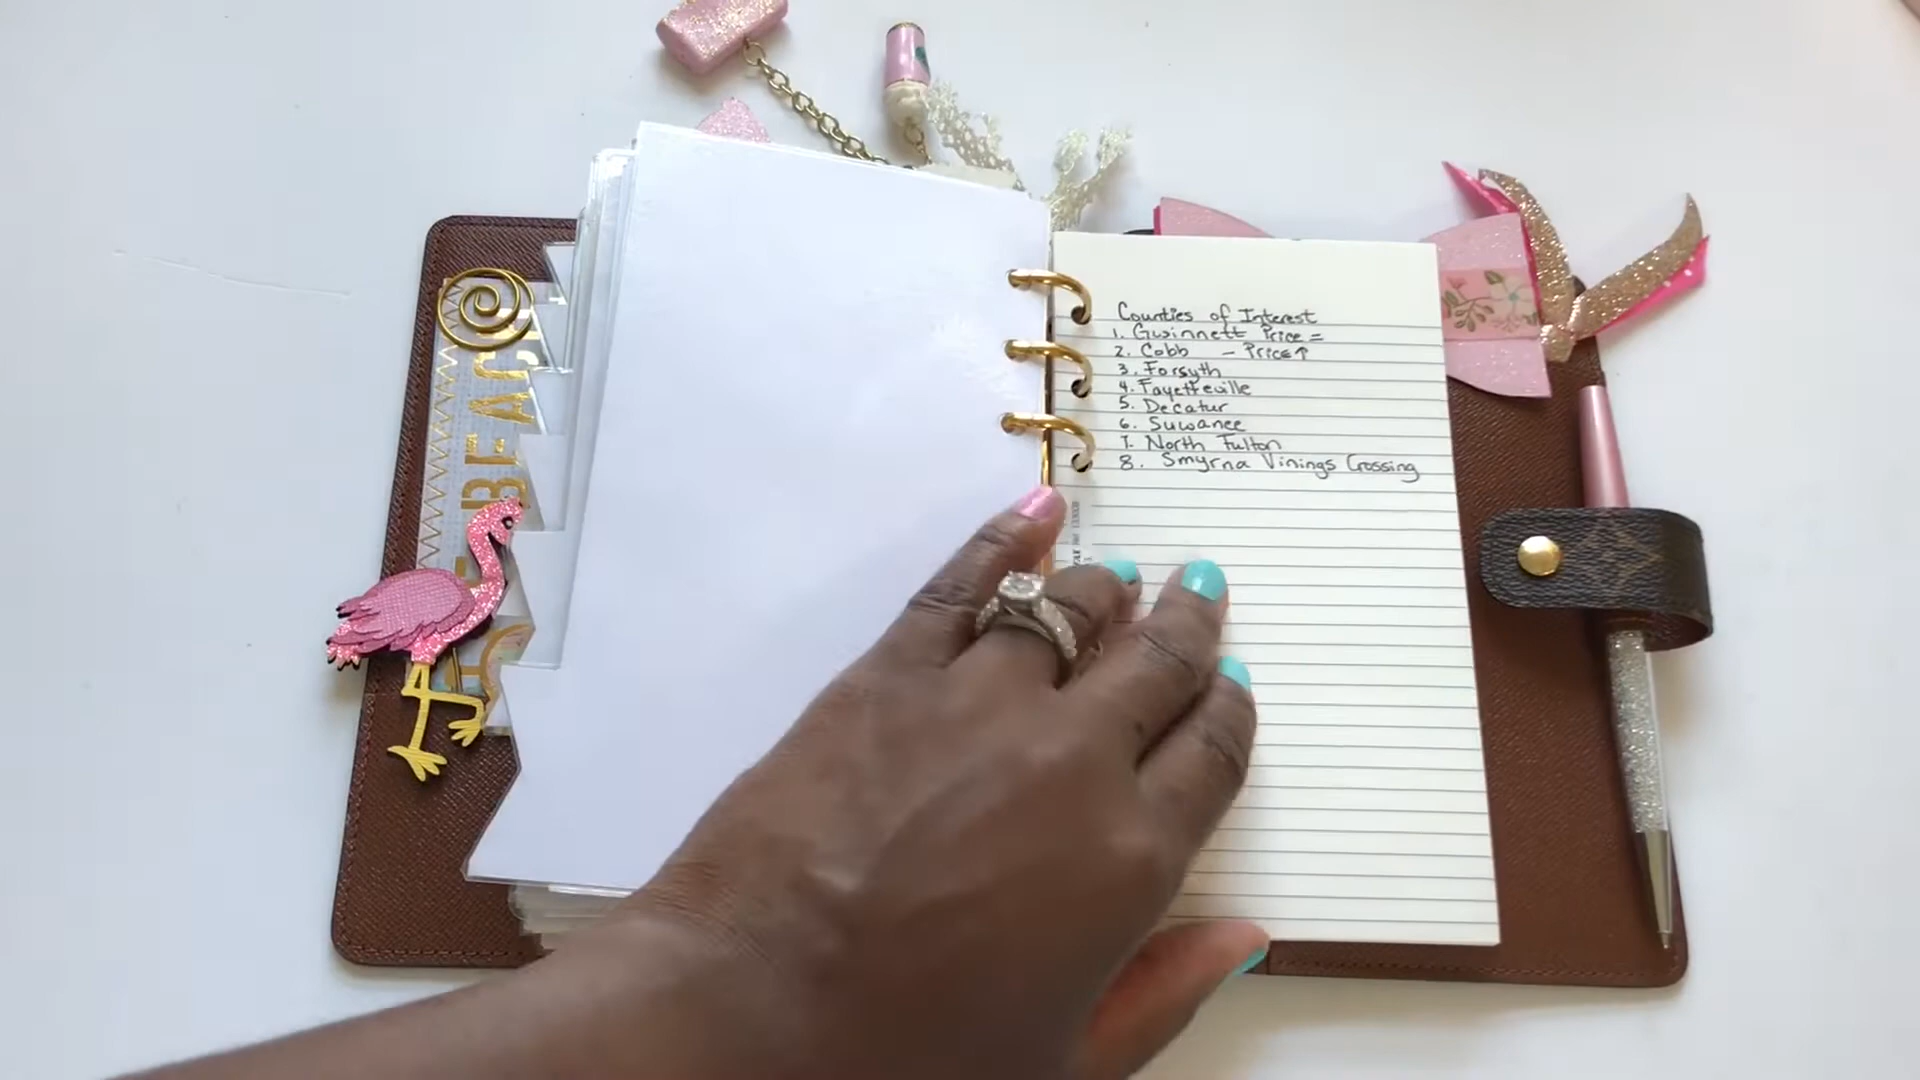 BEACH
Counties of Interest
1. Gwinnett Price =
2. Cobb - Price↑
3. Forsyth
4. Fayetteville
5. Decatur
6. Suwanee
7. North Fulton
8. Smyrna Vinings Crossing